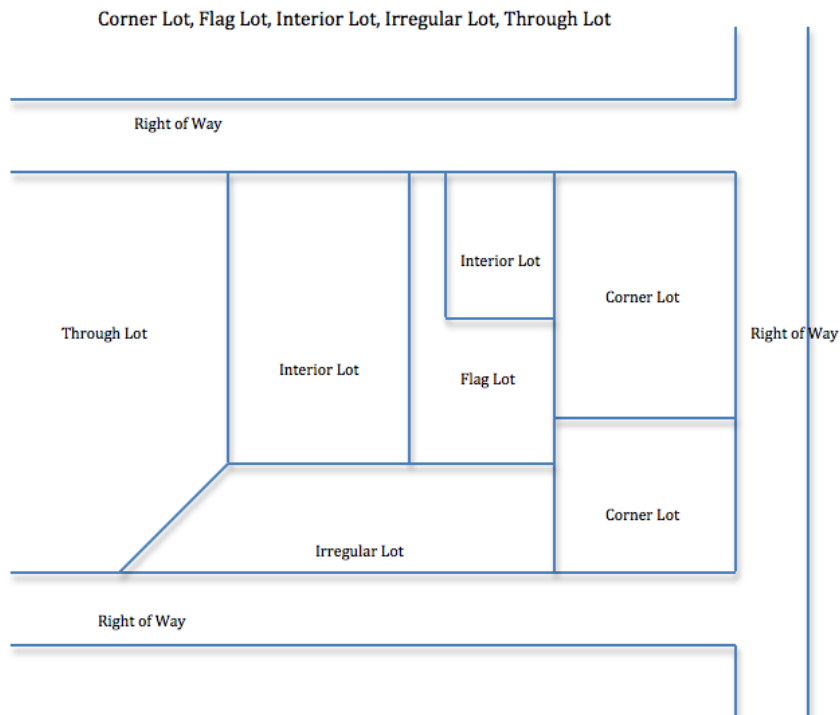 Corner Lot, Flag Lot, Interior Lot, Irregular Lot, Through Lot
Right of Way
Interior Lot
Corner Lot
Through Lot
Right of Way
Interior Lot
Flag Lot
Corner Lot
Irregular Lot
Right of Way